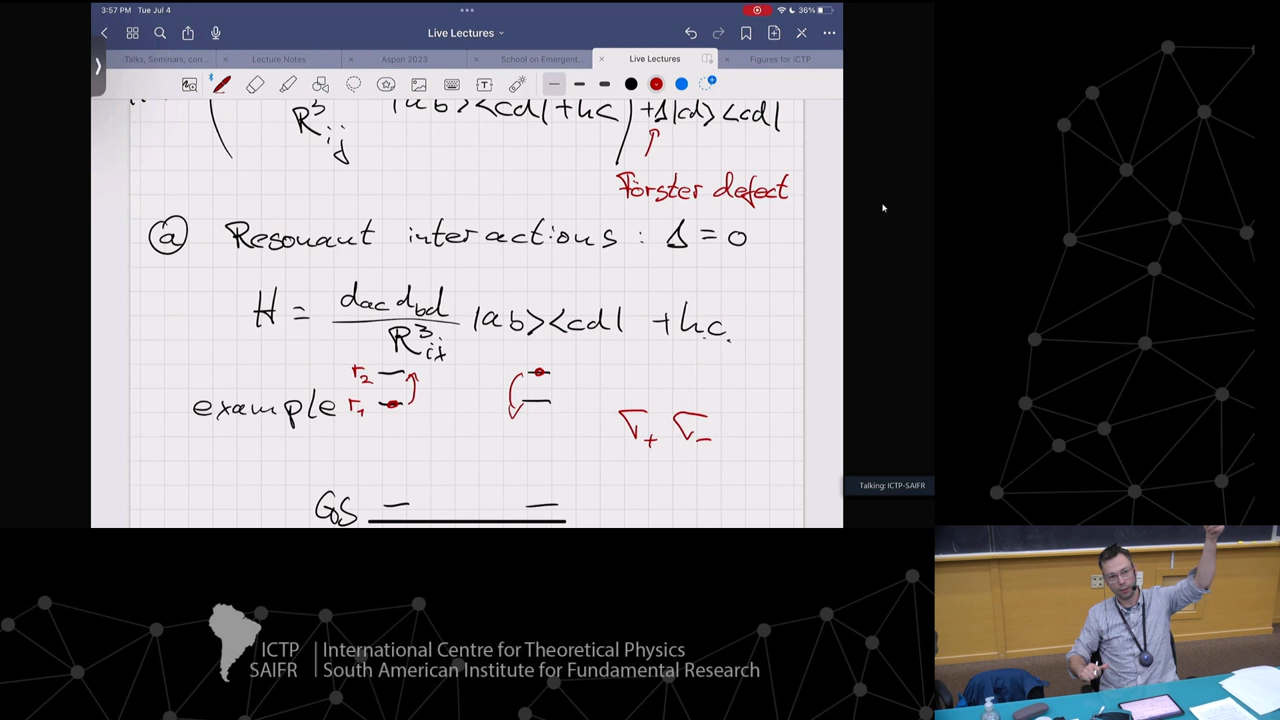 3:57 PM Tue Jul 4
36%
Live Lectures
Talks, Seminars, con...
Lecture Notes
Aspen 2023
School on Emergent...
Live Lectures
Figures for ICTP
R³ij |ab><cd| + hc) + Δ|cd><cd|
Förster defect
ⓐ Resonant interactions : Δ = 0
H = dac dbd / R³ij |ab><cd| + h.c.
r₂
example r₁
σ₊ σ₋
GS
Talking: ICTP-SAIFR
ICTP SAIFR
International Centre for Theoretical Physics
South American Institute for Fundamental Research